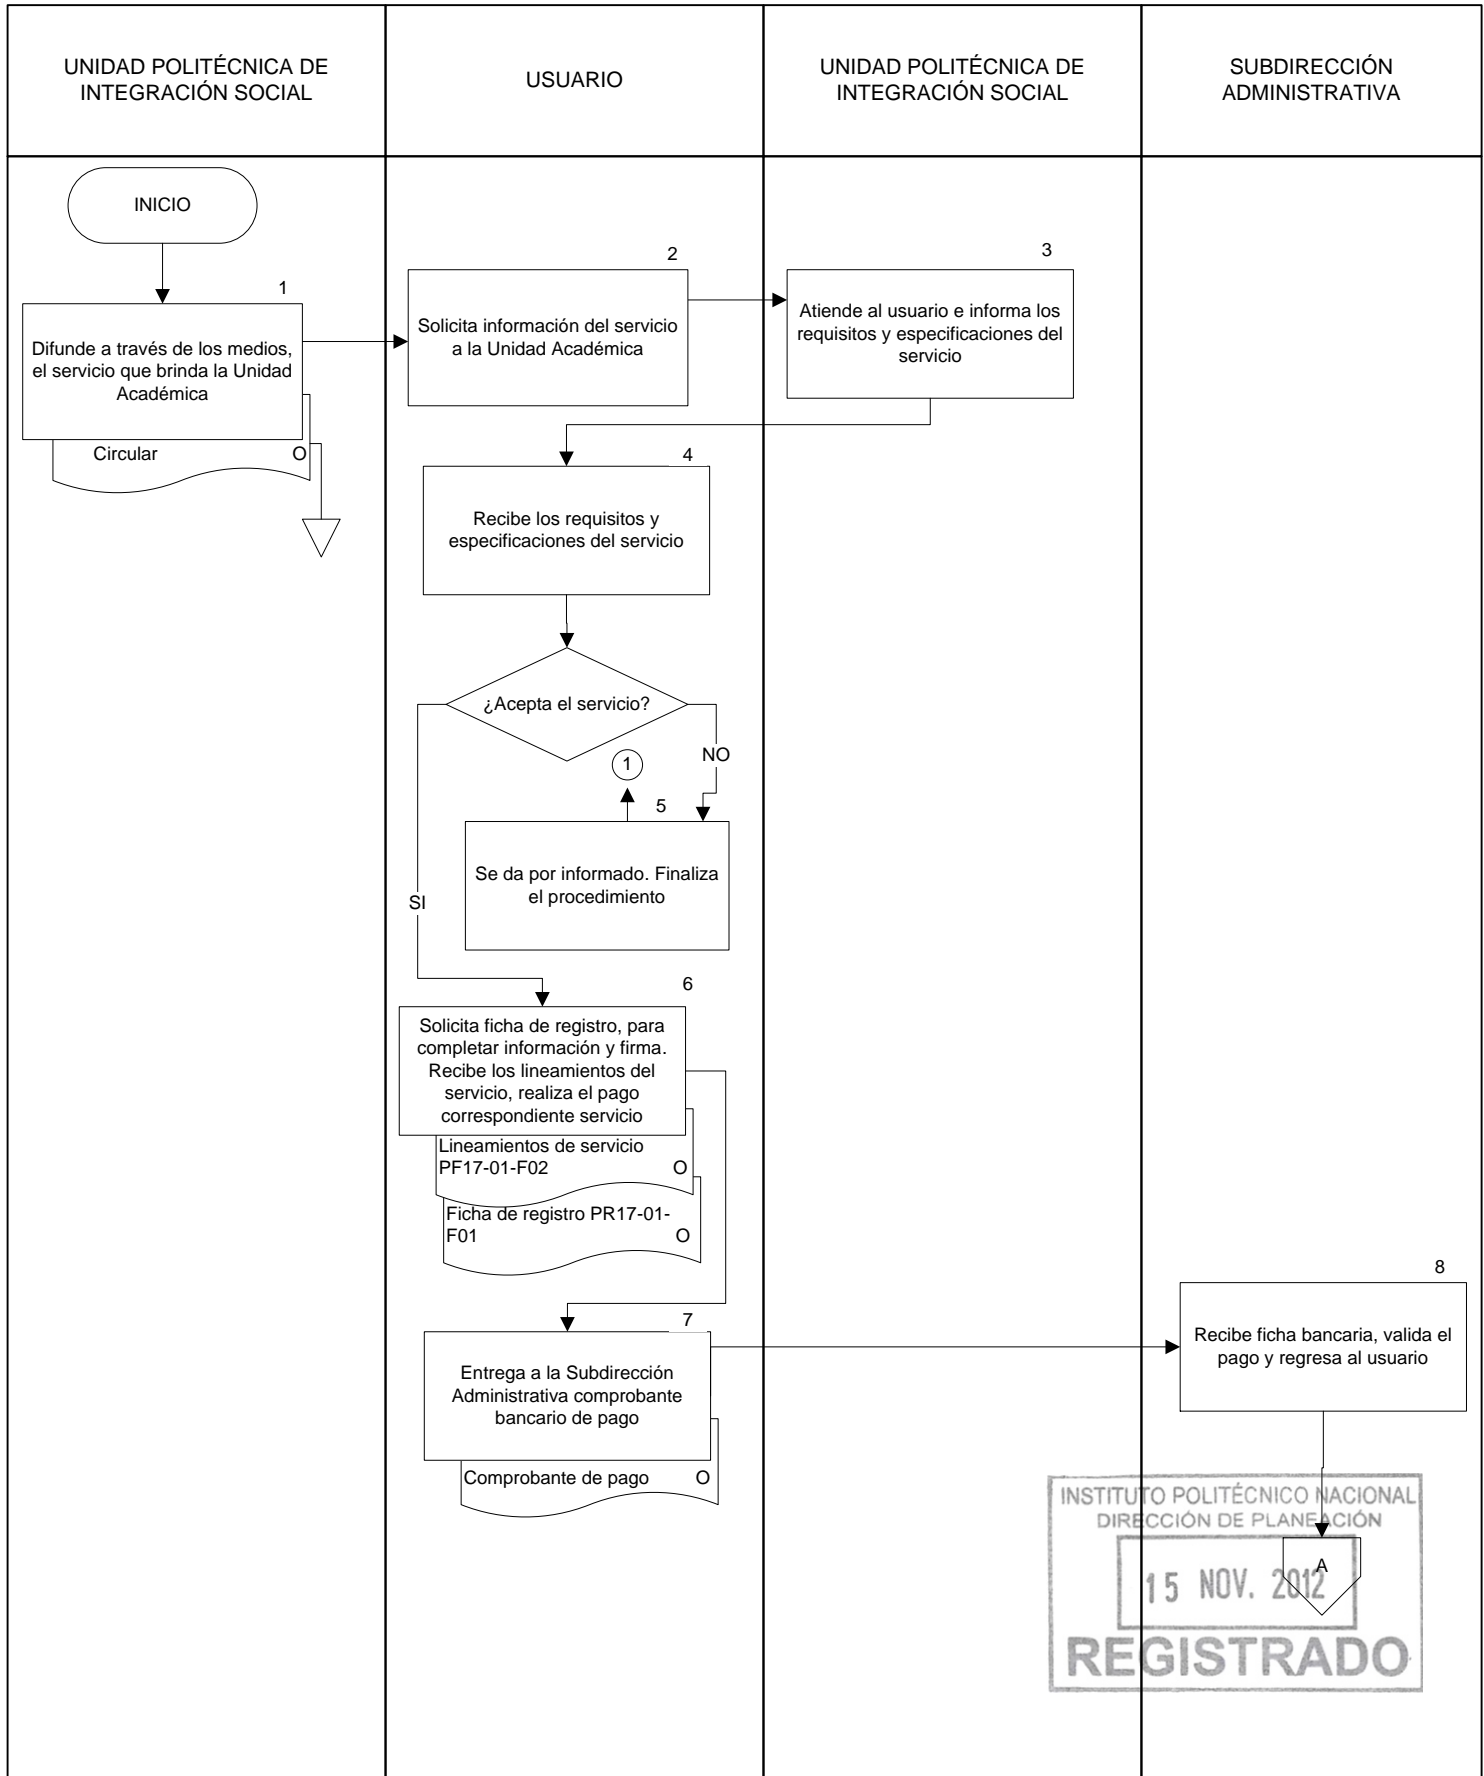 UNIDAD POLITÉCNICA DE
INTEGRACIÓN SOCIAL
USUARIO
UNIDAD POLITÉCNICA DE
INTEGRACIÓN SOCIAL
SUBDIRECCIÓN
ADMINISTRATIVA
INICIO
1
Difunde a través de los medios,
el servicio que brinda la Unidad
Académica
Circular O
2
Solicita información del servicio
a la Unidad Académica
3
Atiende al usuario e informa los
requisitos y especificaciones del
servicio
4
Recibe los requisitos y
especificaciones del servicio
¿Acepta el servicio?
NO
1
5
Se da por informado. Finaliza
el procedimiento
SI
6
Solicita ficha de registro, para
completar información y firma.
Recibe los lineamientos del
servicio, realiza el pago
correspondiente servicio
Lineamientos de servicio
PF17-01-F02 O
Ficha de registro PR17-01-
F01 O
7
Entrega a la Subdirección
Administrativa comprobante
bancario de pago
Comprobante de pago O
8
Recibe ficha bancaria, valida el
pago y regresa al usuario
A
INSTITUTO POLITÉCNICO NACIONAL
DIRECCIÓN DE PLANEACIÓN
15 NOV. 2012
REGISTRADO